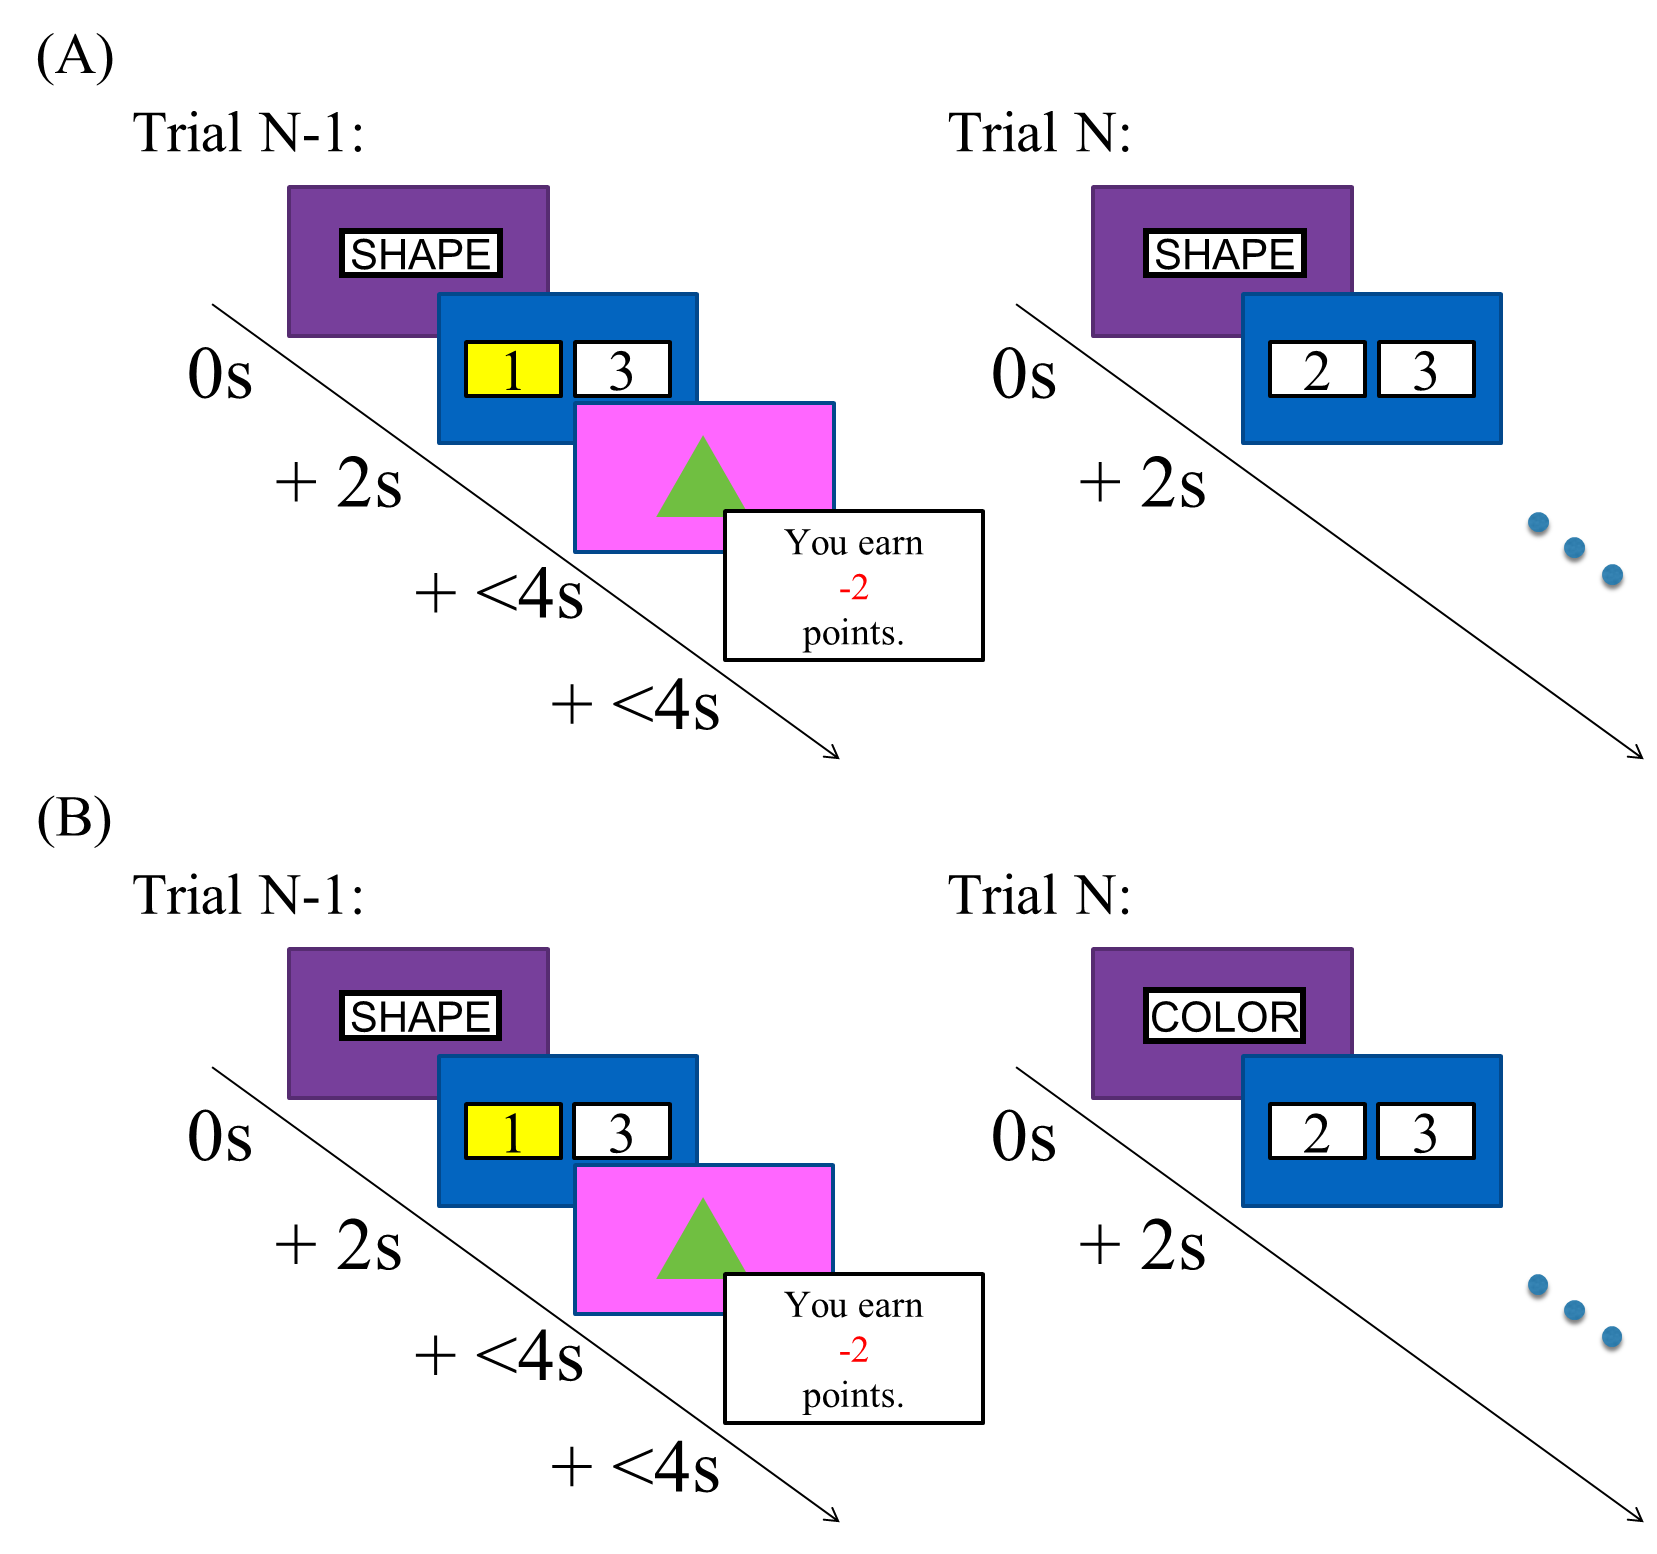 (A)
Trial N-1:
Trial N:
SHAPE
SHAPE
1 3
2 3
0s
0s
+ 2s
+ 2s
You earn
-2
points.
+ <4s
+ <4s
(B)
Trial N-1:
Trial N:
SHAPE
COLOR
1 3
2 3
0s
0s
+ 2s
+ 2s
You earn
-2
points.
+ <4s
+ <4s